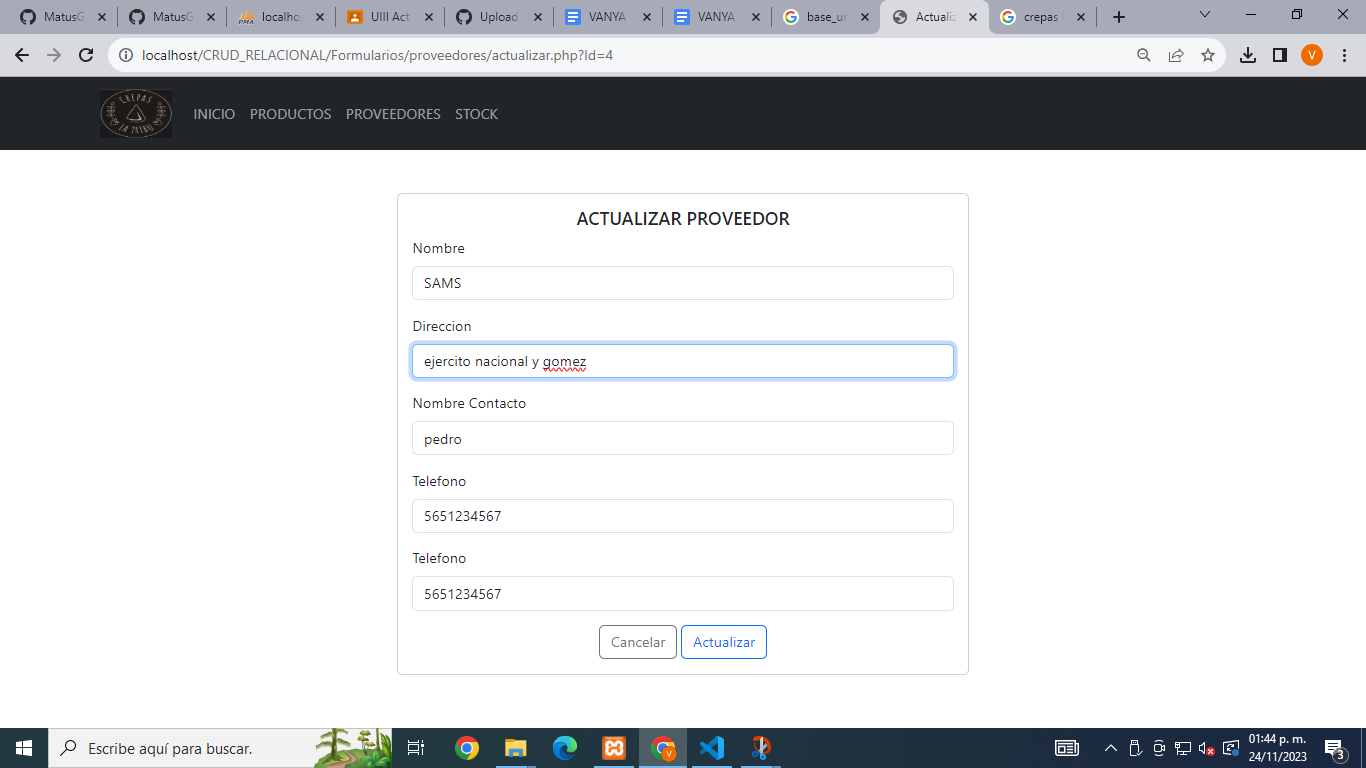 MatusG
MatusG
localhos
UIII Act
Upload
VANYA
VANYA
base_ur
Actualiz
crepas
localhost/CRUD_RELACIONAL/Formularios/proveedores/actualizar.php?Id=4
V
CREPAS
LA TRIBU
INICIO PRODUCTOS PROVEEDORES STOCK
ACTUALIZAR PROVEEDOR
Nombre
SAMS
Direccion
ejercito nacional y gomez
Nombre Contacto
pedro
Telefono
5651234567
Telefono
5651234567
Cancelar Actualizar
Escribe aquí para buscar.
01:44 p. m.
24/11/2023
3